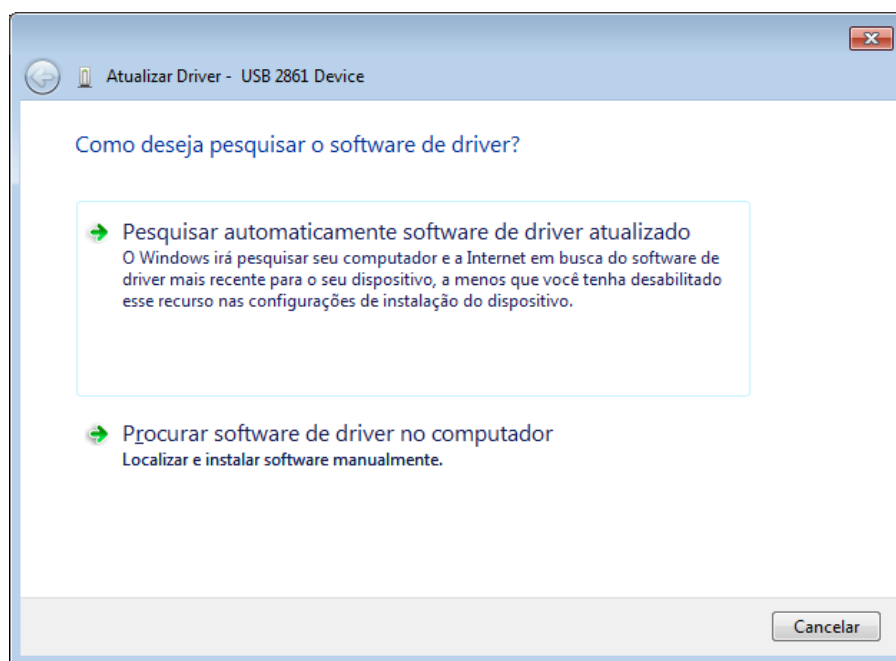 Atualizar Driver - USB 2861 Device
Como deseja pesquisar o software de driver?
Pesquisar automaticamente software de driver atualizado
O Windows irá pesquisar seu computador e a Internet em busca do software de
driver mais recente para o seu dispositivo, a menos que você tenha desabilitado
esse recurso nas configurações de instalação do dispositivo.
Procurar software de driver no computador
Localizar e instalar software manualmente.
Cancelar